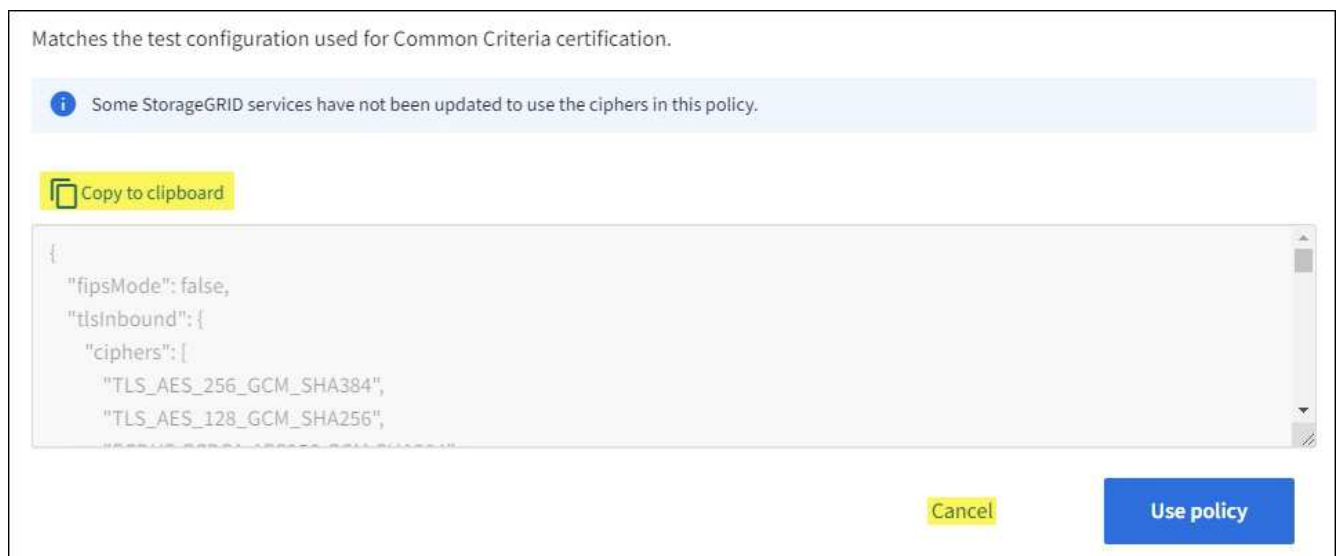 Matches the test configuration used for Common Criteria certification.
Some StorageGRID services have not been updated to use the ciphers in this policy.
Copy to clipboard
{
"fipsMode": false,
"tlsInbound": {
"ciphers": [
"TLS_AES_256_GCM_SHA384",
"TLS_AES_128_GCM_SHA256",
Cancel
Use policy